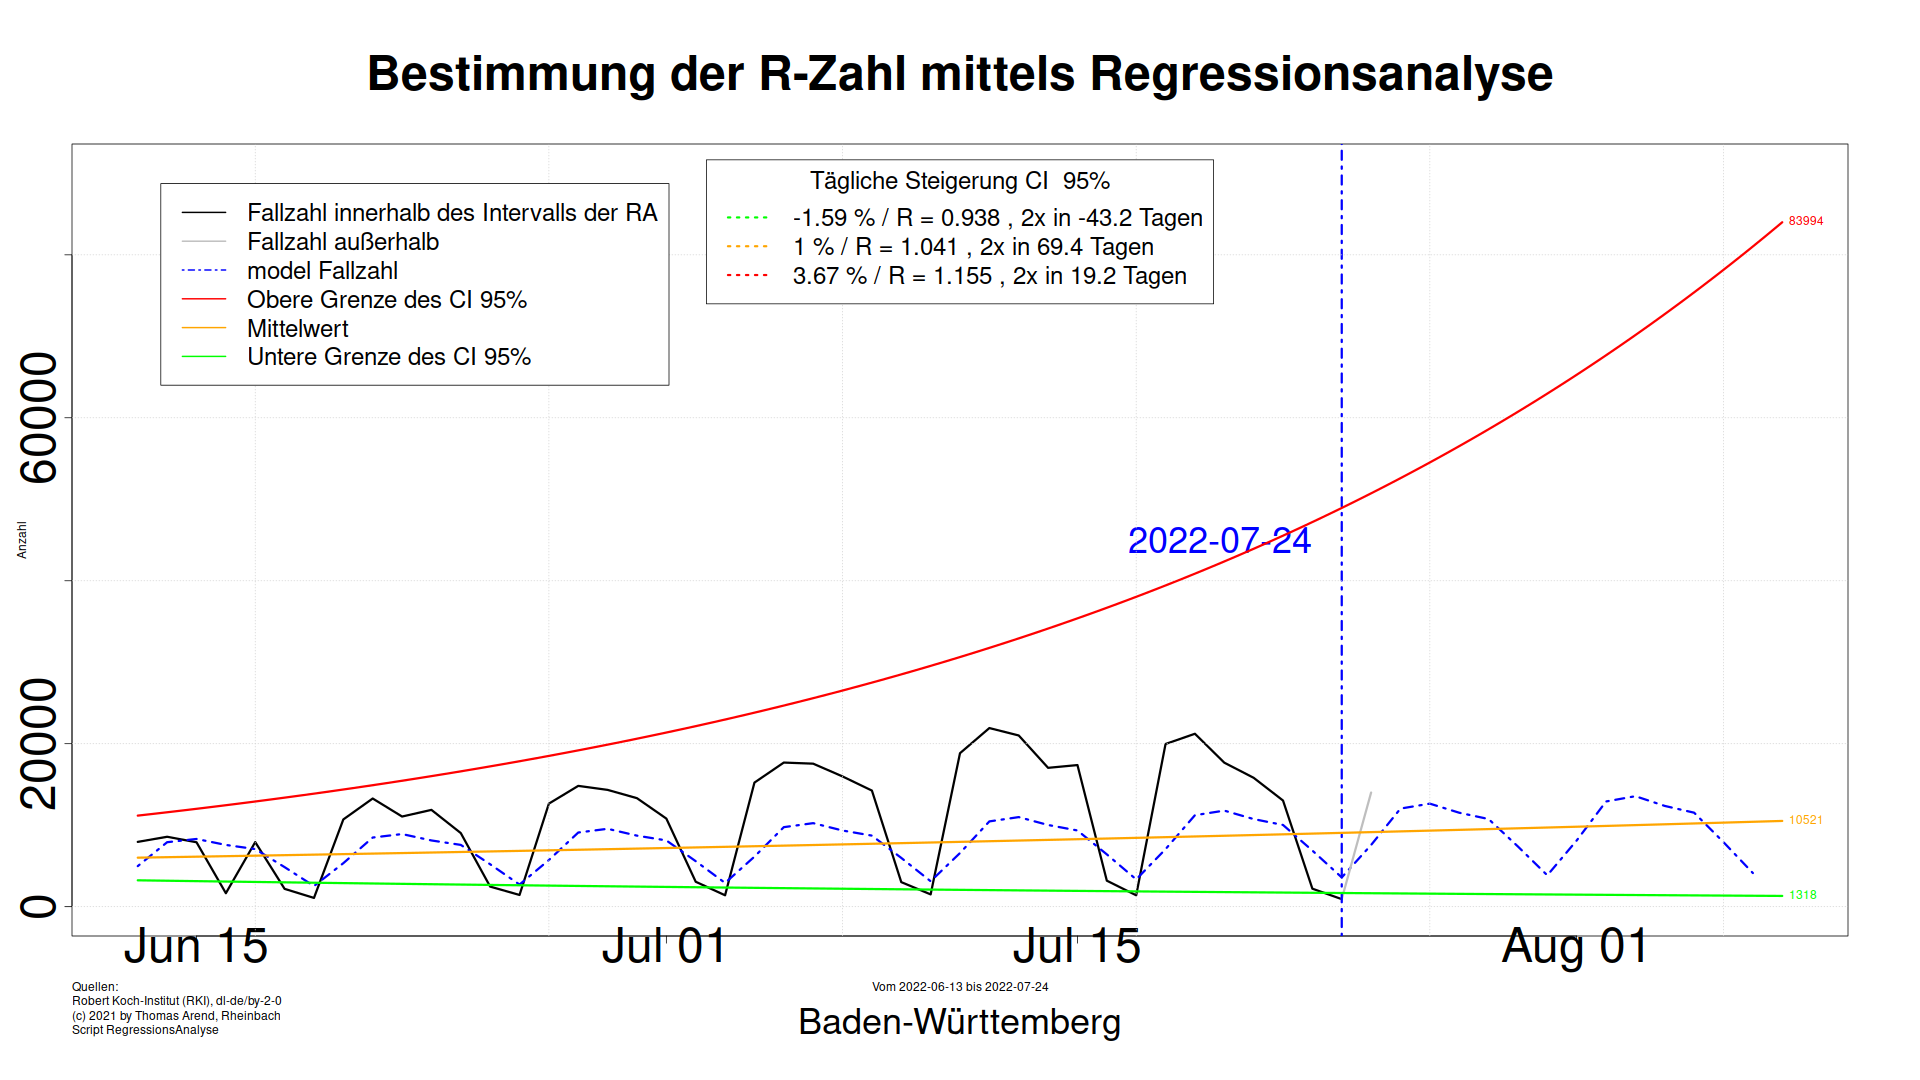 Bestimmung der R-Zahl mittels Regressionsanalyse
Fallzahl innerhalb des Intervalls der RA
Fallzahl außerhalb
model Fallzahl
Obere Grenze des CI 95%
Mittelwert
Untere Grenze des CI 95%
Tägliche Steigerung CI  95%
-1.59 % / R = 0.938 , 2x in -43.2 Tagen
1 % / R = 1.041 , 2x in 69.4 Tagen
3.67 % / R = 1.155 , 2x in 19.2 Tagen
83994
60000
Anzahl
2022-07-24
20000
10521
1318
0
Jun 15
Jul 01
Jul 15
Aug 01
Quellen:
Robert Koch-Institut (RKI), dl-de/by-2-0
(c) 2021 by Thomas Arend, Rheinbach
Script RegressionsAnalyse
Vom 2022-06-13 bis 2022-07-24
Baden-Württemberg